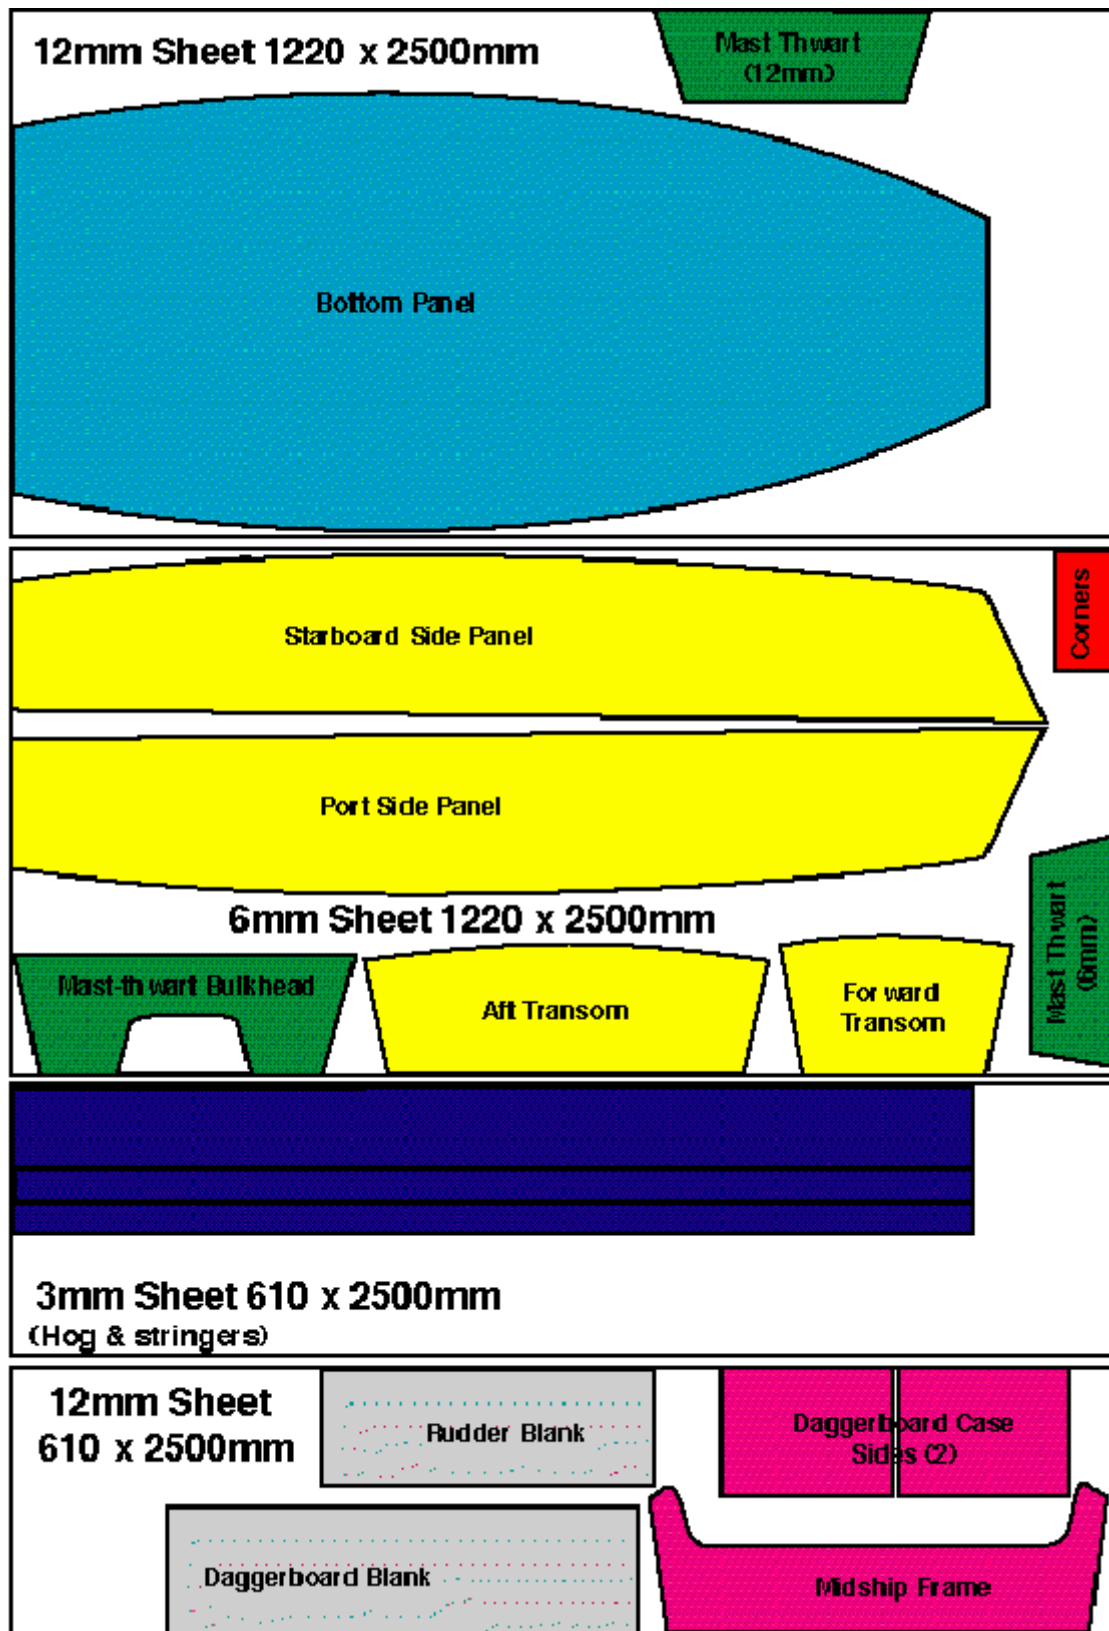 12mm Sheet 1220 x 2500mm
Mast Thwart
(12mm)
Bottom Panel
Corners
Starboard Side Panel
Port Side Panel
6mm Sheet 1220 x 2500mm
Mast Thwart
(6mm)
Mast-thwart Bulkhead
Aft Transom
Forward
Transom
3mm Sheet 610 x 2500mm
(Hog & stringers)
12mm Sheet
610 x 2500mm
Rudder Blank
Daggerboard Case
Sides (2)
Daggerboard Blank
Midship Frame